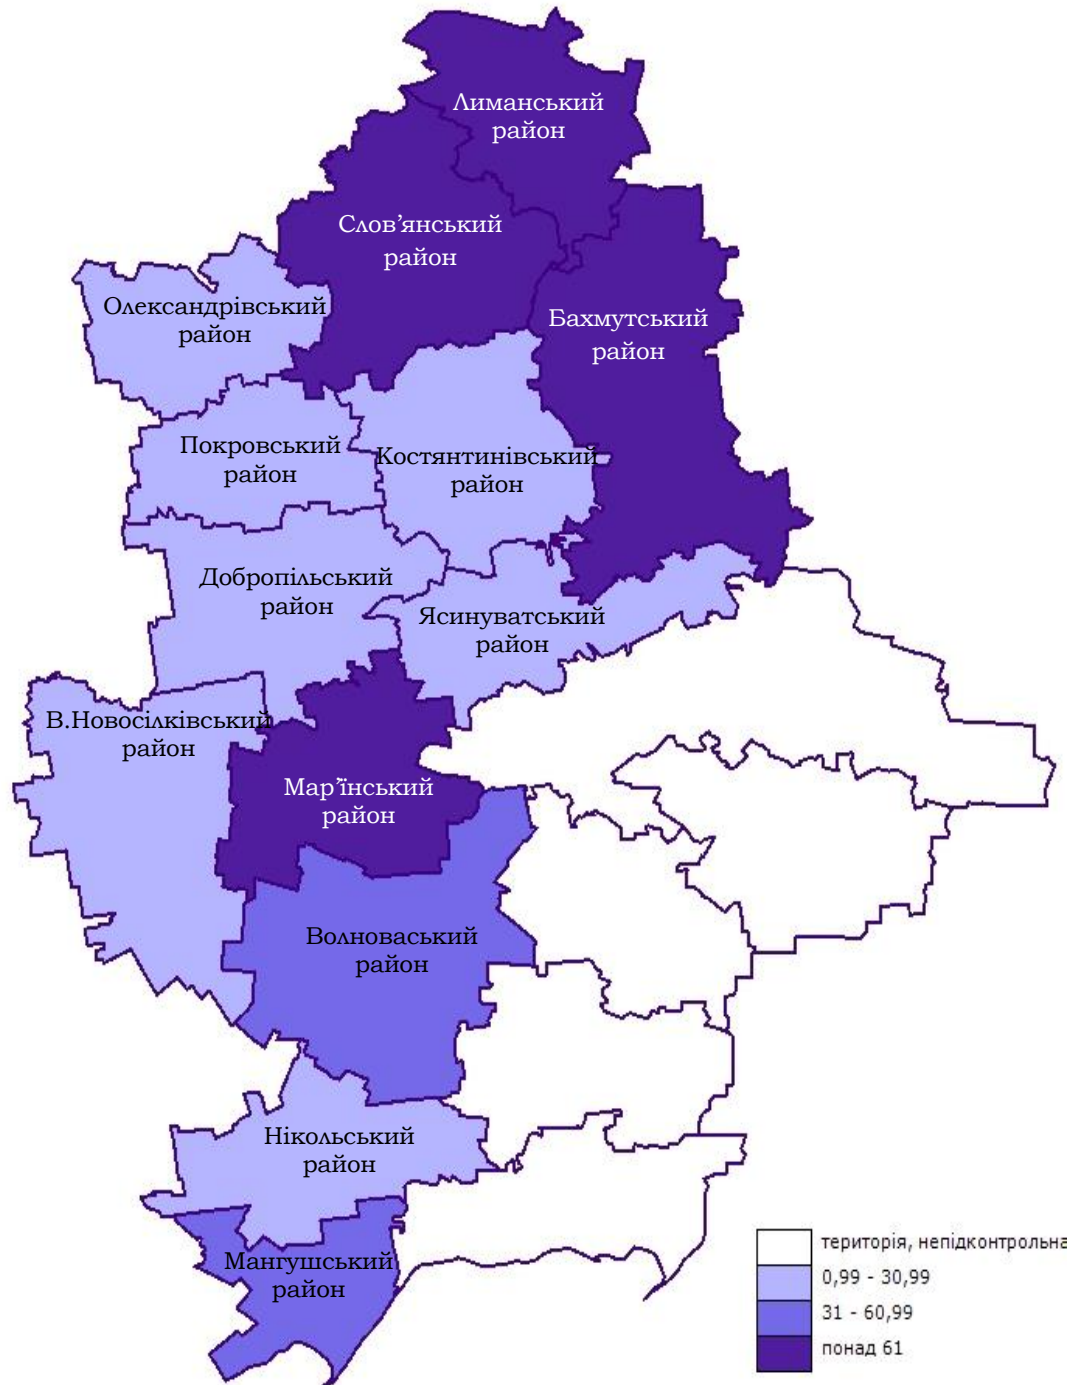 Лиманський
район
Слов’янський
район
Олександрівський
район
Бахмутський
район
Покровський
район
Костянтинівський
район
Добропільський
район
Ясинуватський
район
В.Новосілківський
район
Мар’їнський
район
Волноваський
район
Нікольський
район
Мангушський
район
територія, непідконтрольна
0,99 - 30,99
31 - 60,99
понад 61